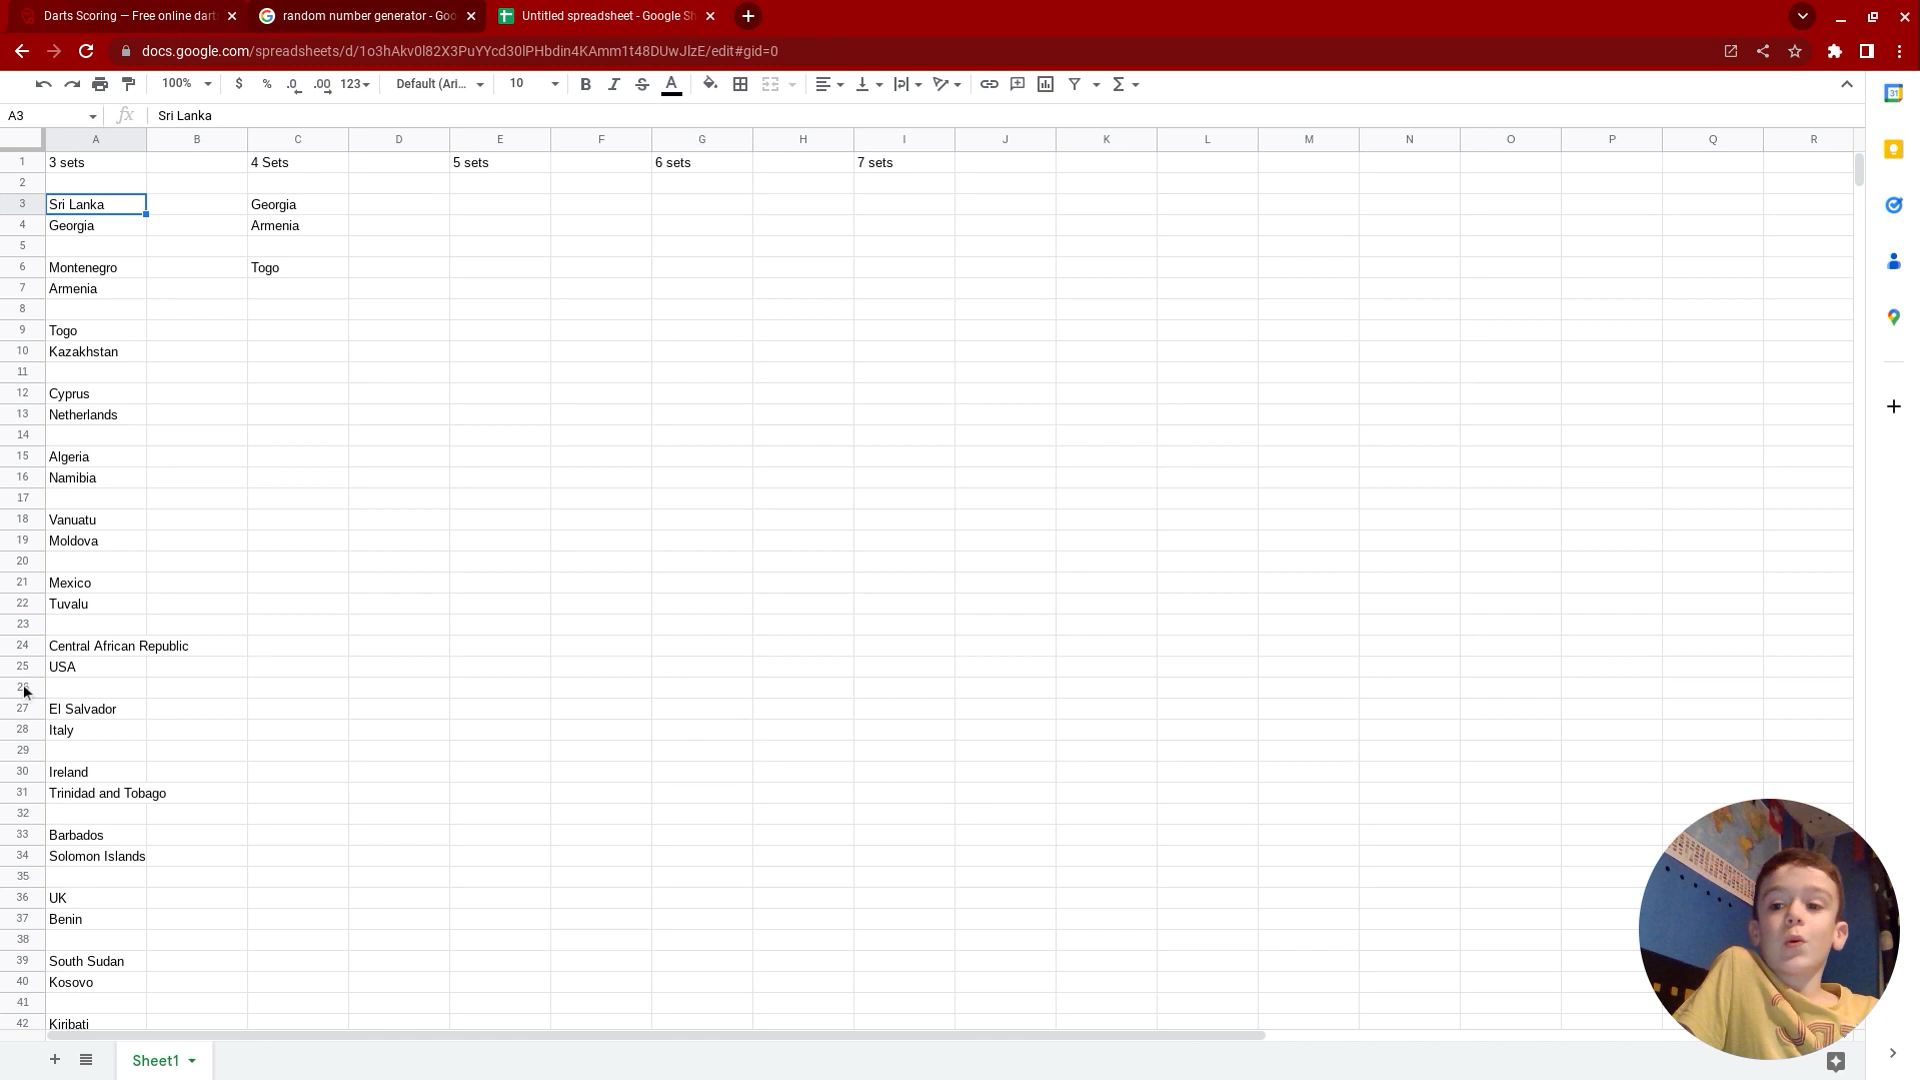 Darts Scoring — Free online dart
random number generator - Goo
Untitled spreadsheet - Google Sh
docs.google.com/spreadsheets/d/1o3hAkv0l82X3PuYYcd30lPHbdin4KAmm1t48DUwJlzE/edit#gid=0
100% $ % .0 .00 123 Default (Ari... 10 B I S A Σ
31
A3 fx Sri Lanka
A B C D E F G H I J K L M N O P Q R
1 3 sets 4 Sets 5 sets 6 sets 7 sets
2
3 Sri Lanka Georgia
4 Georgia Armenia
5
6 Montenegro Togo
7 Armenia
8
9 Togo
10 Kazakhstan
11
12 Cyprus
13 Netherlands
14
15 Algeria
16 Namibia
17
18 Vanuatu
19 Moldova
20
21 Mexico
22 Tuvalu
23
24 Central African Republic
25 USA
26
27 El Salvador
28 Italy
29
30 Ireland
31 Trinidad and Tobago
32
33 Barbados
34 Solomon Islands
35
36 UK
37 Benin
38
39 South Sudan
40 Kosovo
41
42 Kiribati
Sheet1